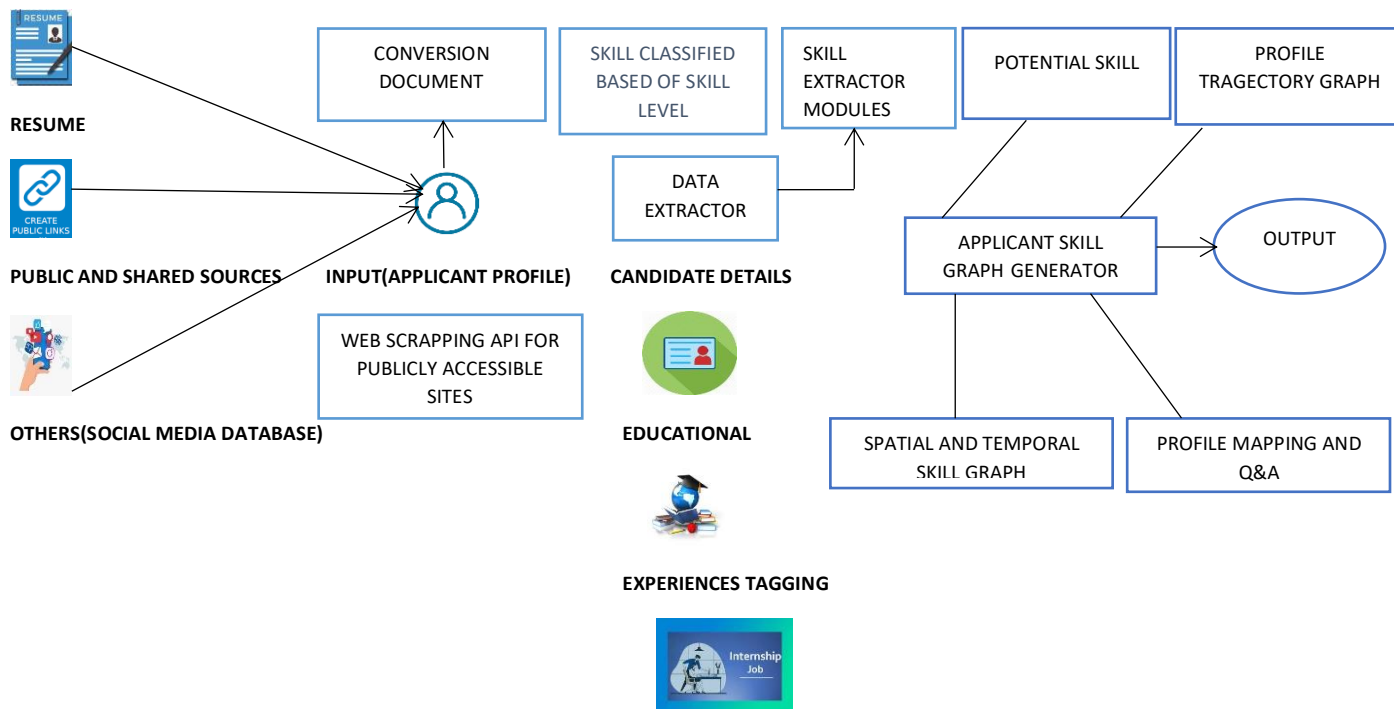 RESUME
RESUME
CREATE
PUBLIC LINKS
PUBLIC AND SHARED SOURCES
OTHERS(SOCIAL MEDIA DATABASE)
CONVERSION
DOCUMENT
INPUT(APPLICANT PROFILE)
WEB SCRAPPING API FOR
PUBLICLY ACCESSIBLE
SITES
SKILL CLASSIFIED
BASED OF SKILL
LEVEL
SKILL
EXTRACTOR
MODULES
DATA
EXTRACTOR
CANDIDATE DETAILS
EDUCATIONAL
EXPERIENCES TAGGING
Internship
Job
POTENTIAL SKILL
PROFILE
TRAGECTORY GRAPH
APPLICANT SKILL
GRAPH GENERATOR
OUTPUT
SPATIAL AND TEMPORAL
SKILL GRAPH
PROFILE MAPPING AND
Q&A